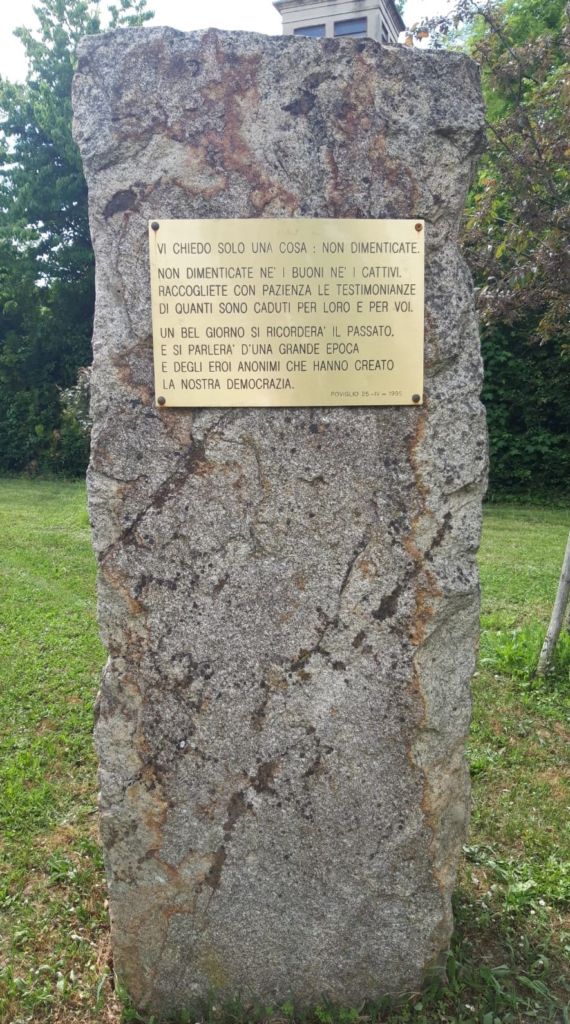 VI CHIEDO SOLO UNA COSA : NON DIMENTICATE.
NON DIMENTICATE NE' I BUONI NE' I CATTIVI.
RACCOGLIETE CON PAZIENZA LE TESTIMONIANZE
DI QUANTI SONO CADUTI PER LORO E PER VOI.
UN BEL GIORNO SI RICORDERA' IL PASSATO,
E SI PARLERA' D'UNA GRANDE EPOCA
E DEGLI EROI ANONIMI CHE HANNO CREATO
LA NOSTRA DEMOCRAZIA.
POVIGLIO 25-IV-1995